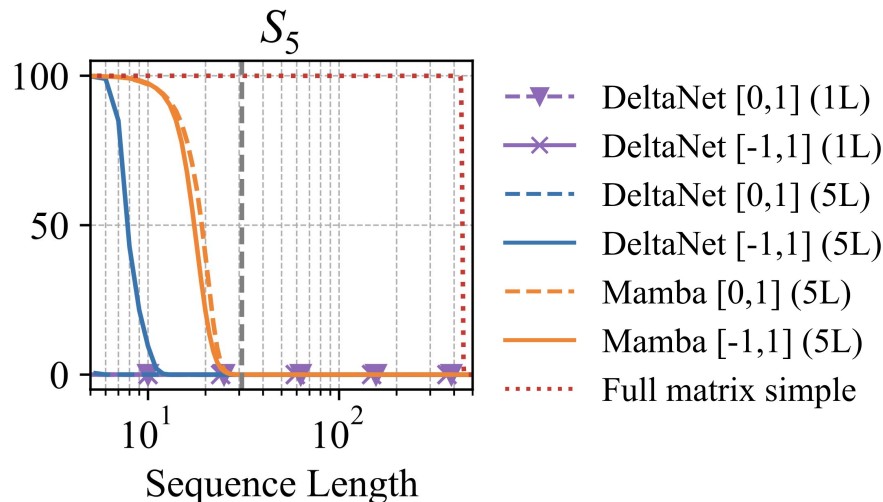 S5
100
50
0
10^1
10^2
Sequence Length
DeltaNet [0,1] (1L)
DeltaNet [-1,1] (1L)
DeltaNet [0,1] (5L)
DeltaNet [-1,1] (5L)
Mamba [0,1] (5L)
Mamba [-1,1] (5L)
Full matrix simple